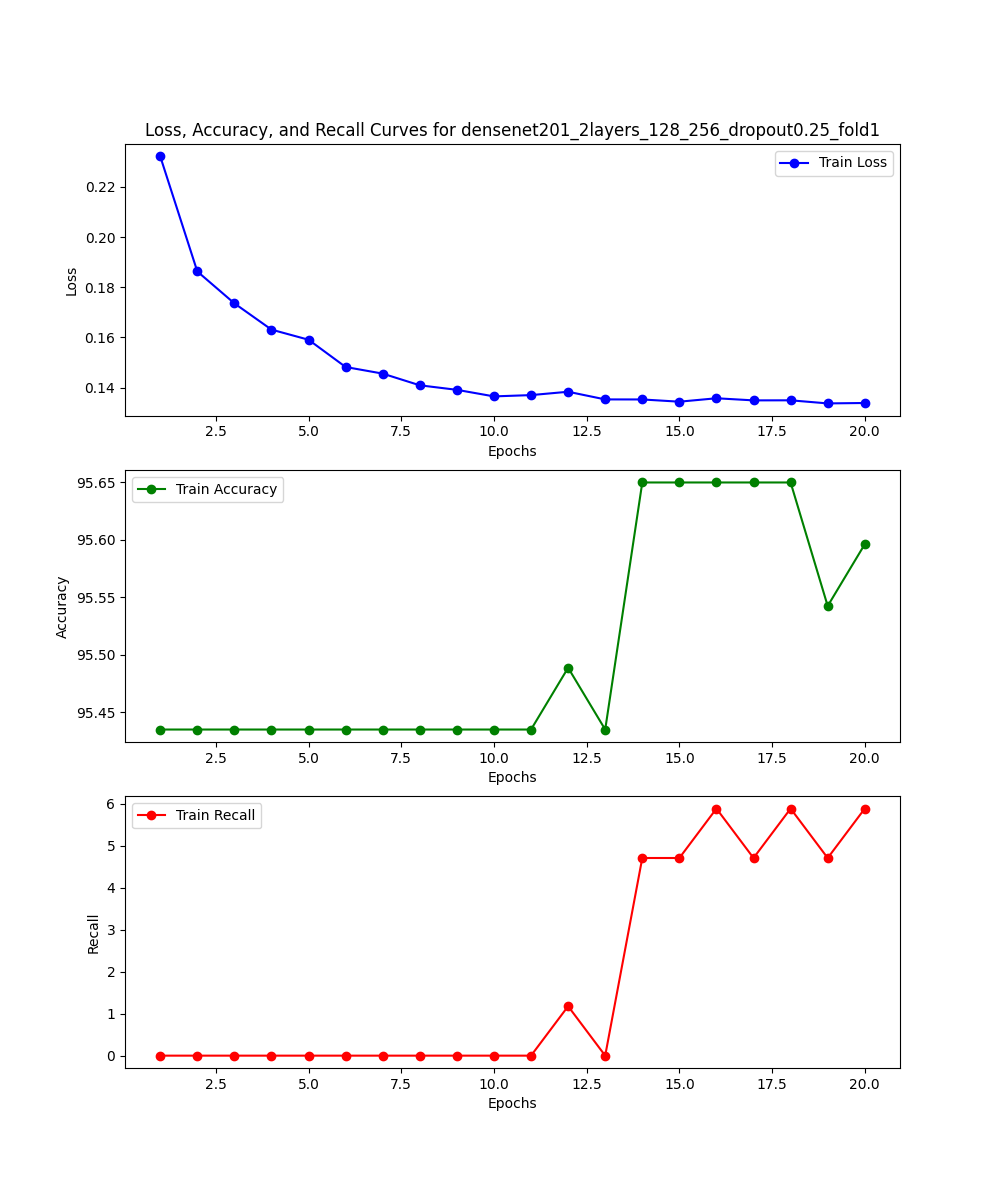 Loss, Accuracy, and Recall Curves for densenet201_2layers_128_256_dropout0.25_fold1
Train Loss
0.22
0.20
0.18
0.16
0.14
Loss
2.5 5.0 7.5 10.0 12.5 15.0 17.5 20.0
Epochs
Train Accuracy
95.65
95.60
95.55
95.50
95.45
Accuracy
2.5 5.0 7.5 10.0 12.5 15.0 17.5 20.0
Epochs
Train Recall
6
5
4
3
2
1
0
Recall
2.5 5.0 7.5 10.0 12.5 15.0 17.5 20.0
Epochs